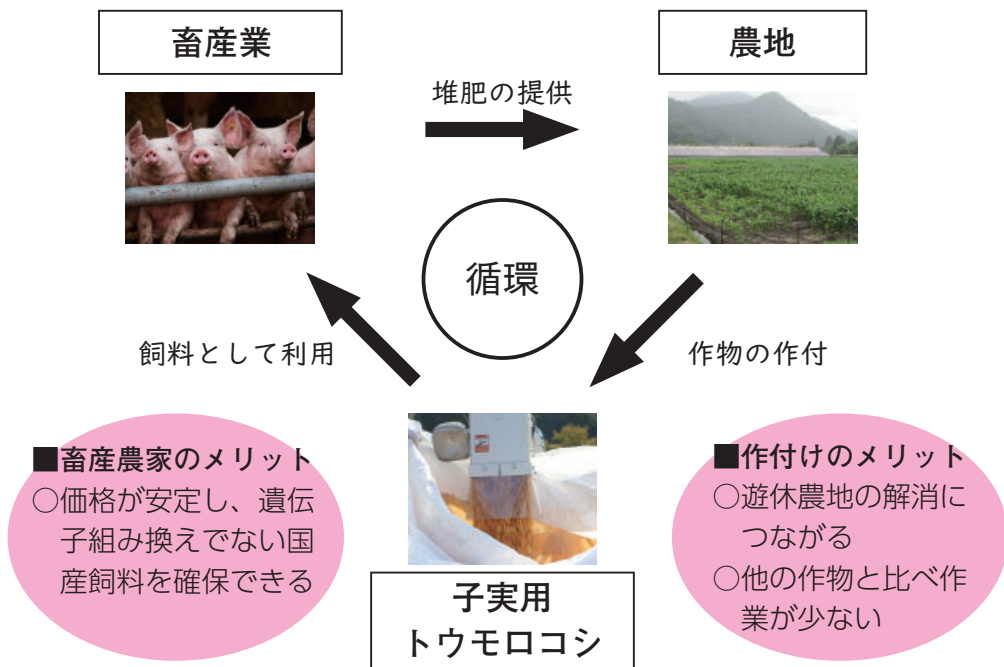 畜産業
農地
堆肥の提供
循環
飼料として利用
作物の作付
■畜産農家のメリット
○価格が安定し、遺伝
子組み換えでない国
産飼料を確保できる
■作付けのメリット
○遊休農地の解消に
つながる
○他の作物と比べ作
業が少ない
子実用
トウモロコシ